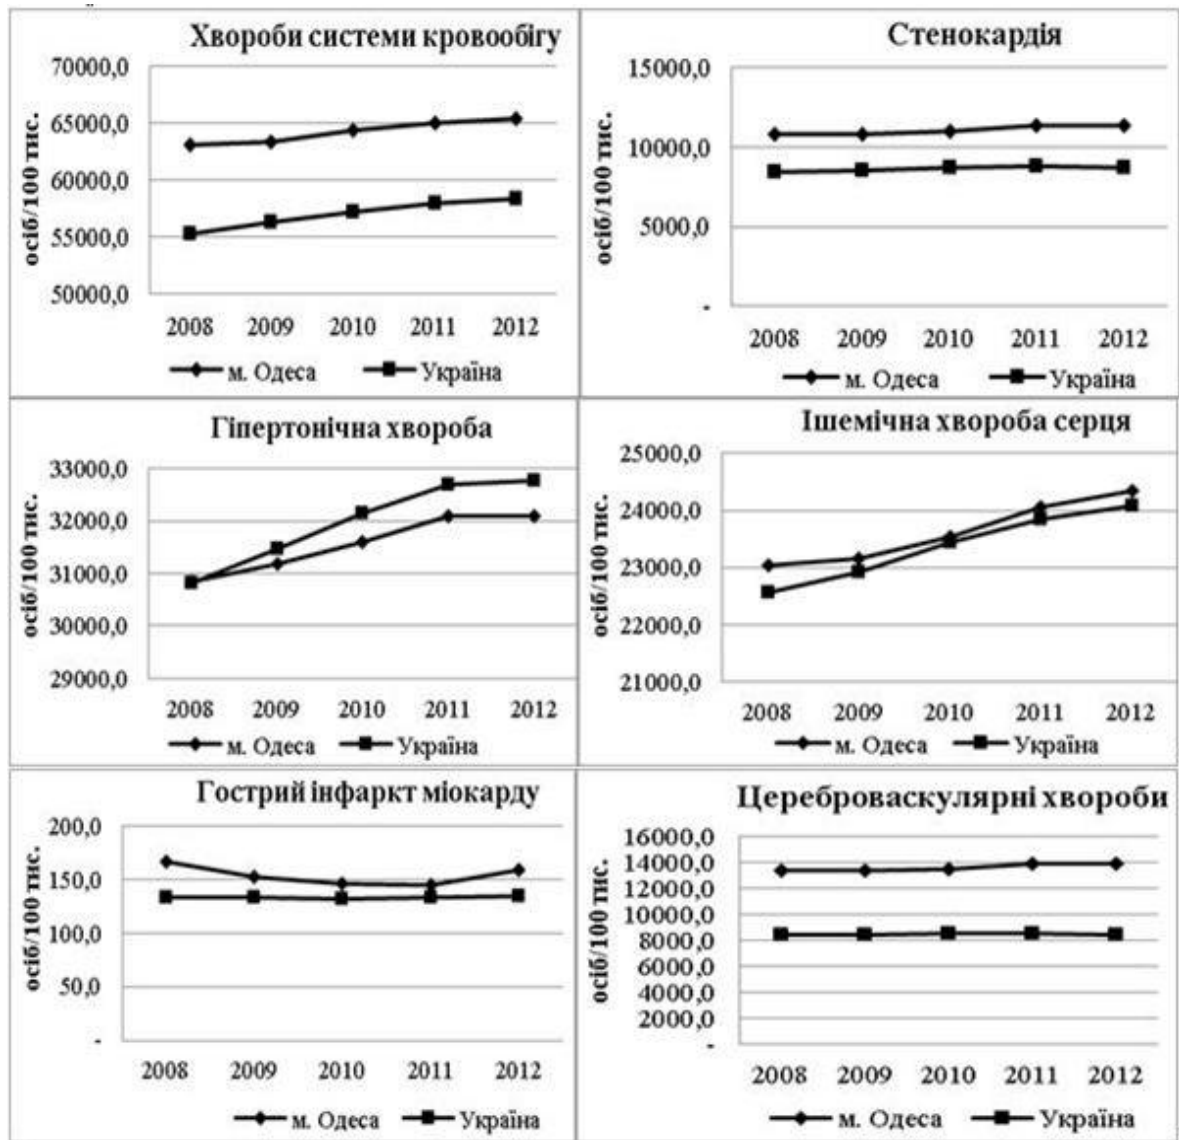 Хвороби системи кровообігу
осіб/100 тис.
70000,0
65000,0
60000,0
55000,0
50000,0
2008 2009 2010 2011 2012
м. Одеса Україна
Стенокардія
осіб/100 тис.
15000,0
10000,0
5000,0
-
2008 2009 2010 2011 2012
м. Одеса Україна
Гіпертонічна хвороба
осіб/100 тис.
33000,0
32000,0
31000,0
30000,0
29000,0
2008 2009 2010 2011 2012
м. Одеса Україна
Ішемічна хвороба серця
осіб/100 тис.
25000,0
24000,0
23000,0
22000,0
21000,0
2008 2009 2010 2011 2012
м. Одеса Україна
Гострий інфаркт міокарду
осіб/100 тис.
200,0
150,0
100,0
50,0
-
2008 2009 2010 2011 2012
м. Одеса Україна
Цереброваскулярні хвороби
осіб/100 тис.
16000,0
14000,0
12000,0
10000,0
8000,0
6000,0
4000,0
2000,0
-
2008 2009 2010 2011 2012
м. Одеса Україна